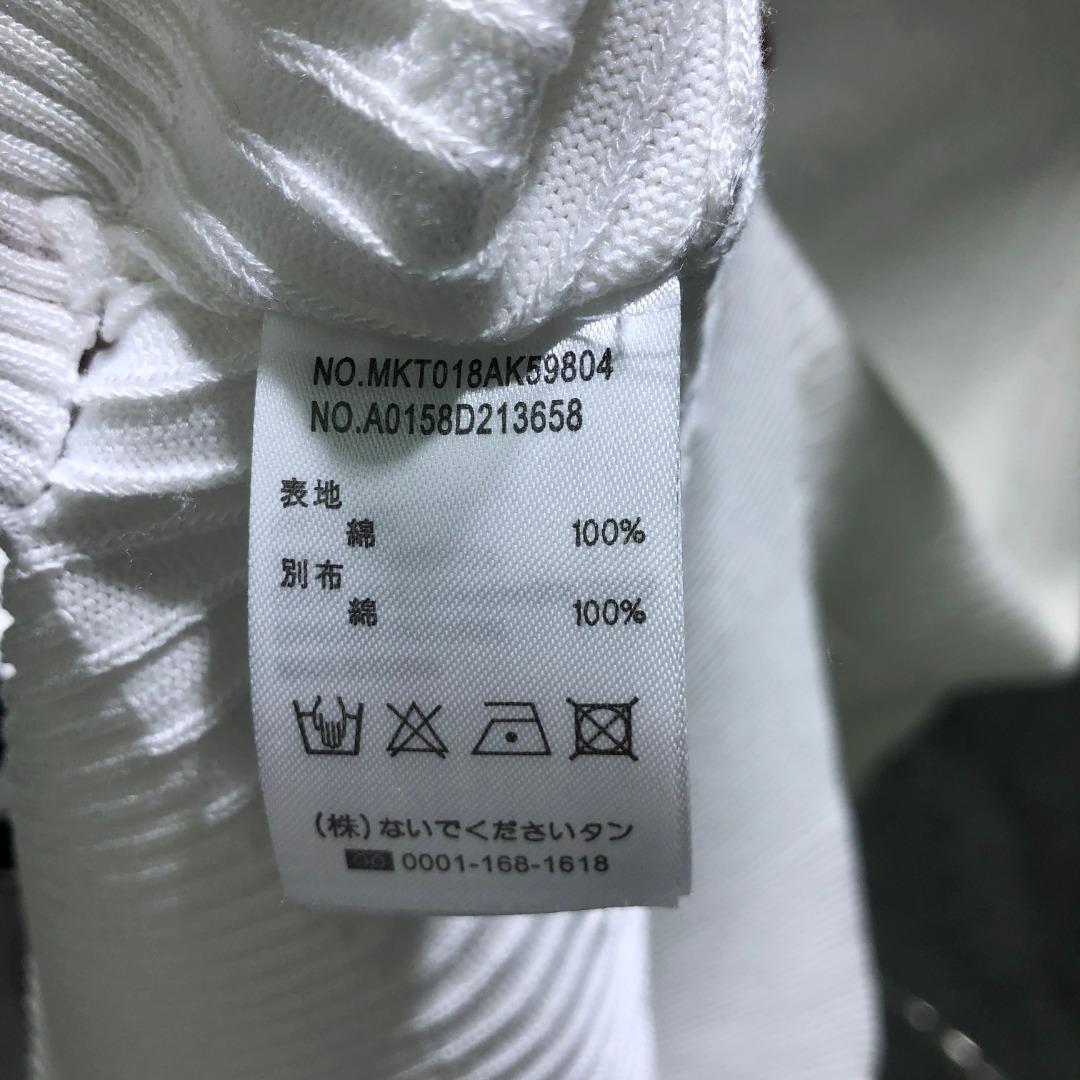 NO.MKT018AK59804
NO.A0158D213658
表地
綿 100%
別布
綿 100%
(株)ないでくださいタン
0001-168-1618